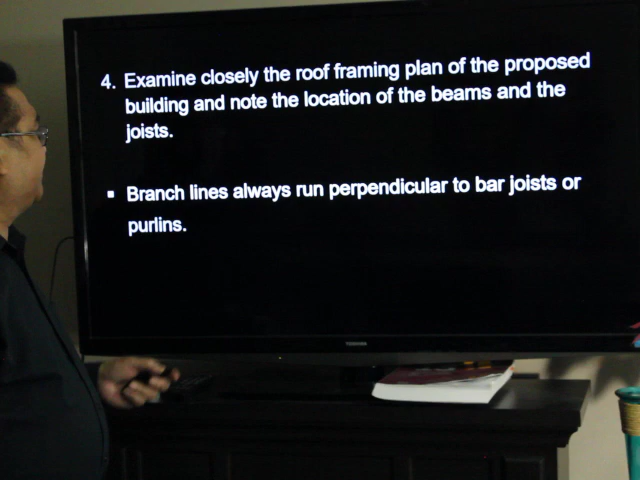 4. Examine closely the roof framing plan of the proposed
building and note the location of the beams and the
joists.
▪ Branch lines always run perpendicular to bar joists or
purlins.
TOSHIBA